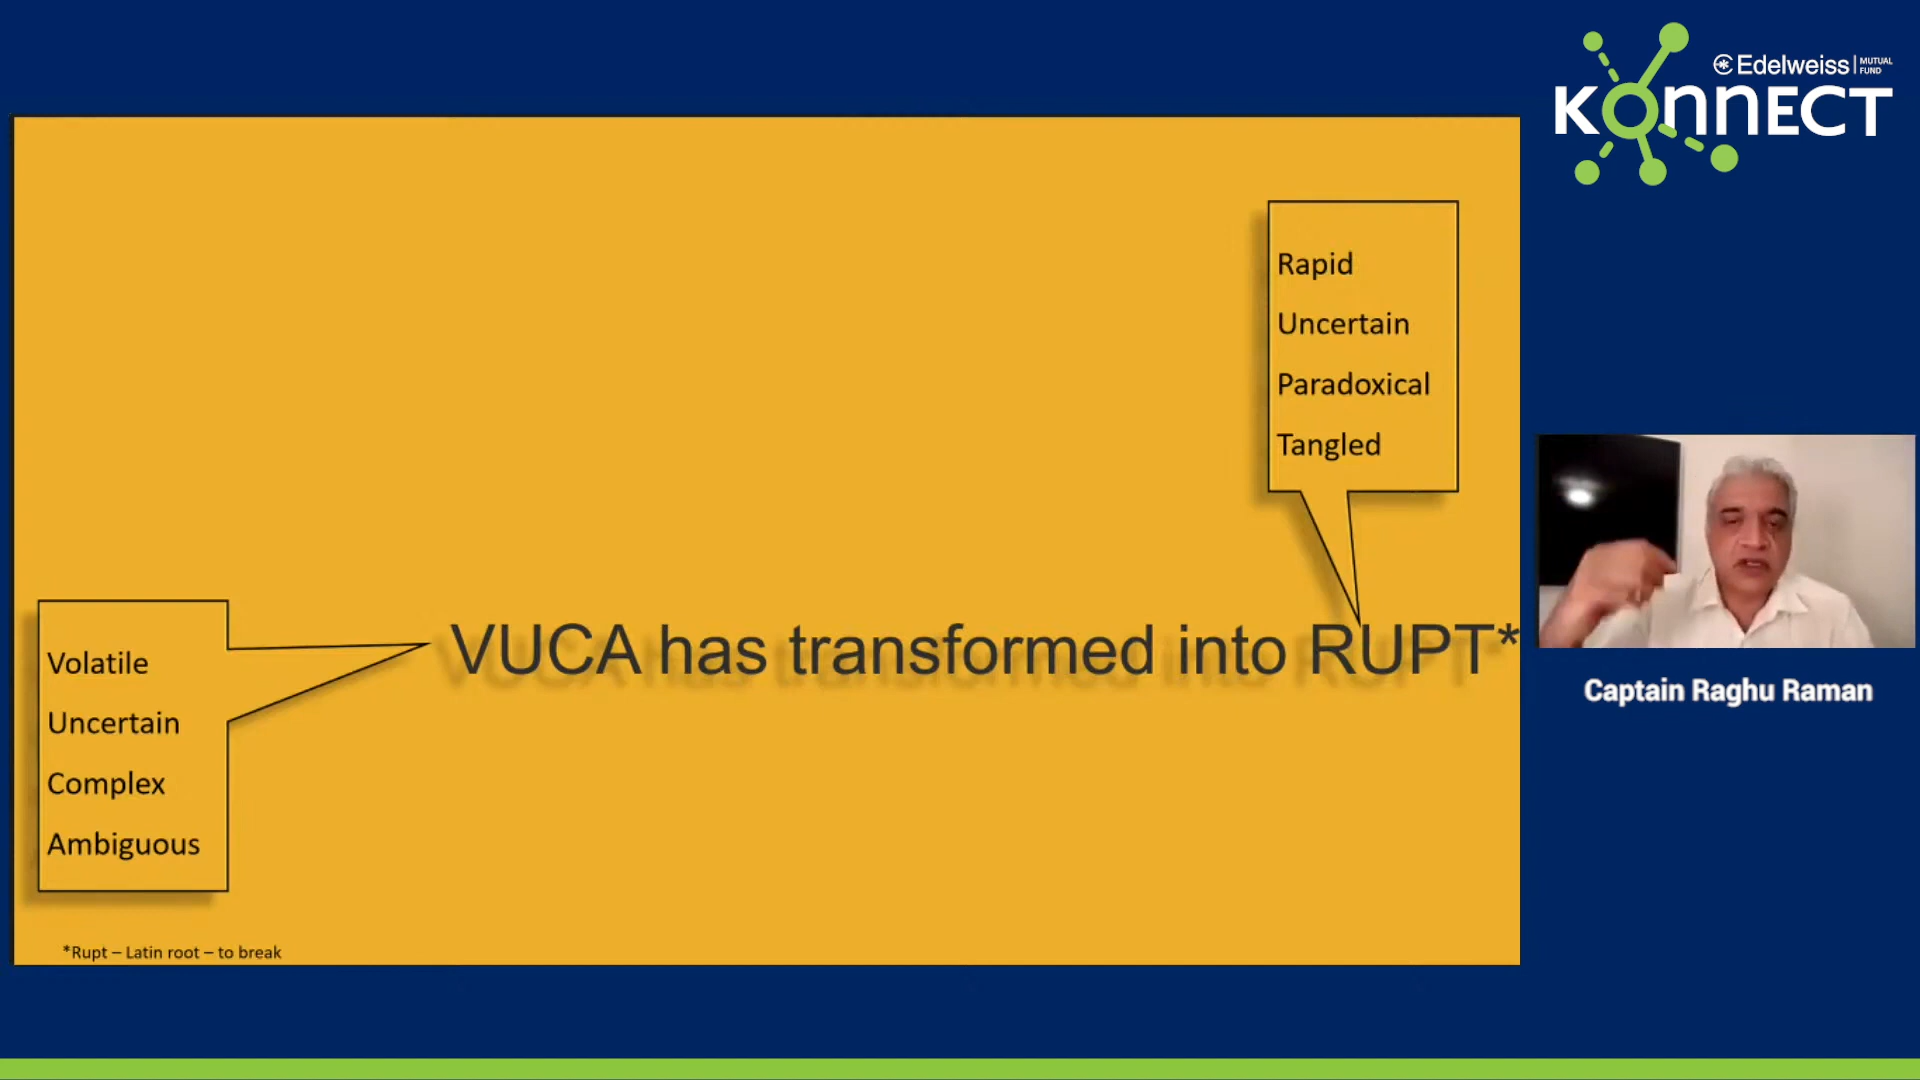 Edelweiss | MUTUAL FUND
KONNECT
Rapid
Uncertain
Paradoxical
Tangled
VUCA has transformed into RUPT*
Volatile
Uncertain
Complex
Ambiguous
*Rupt – Latin root – to break
Captain Raghu Raman